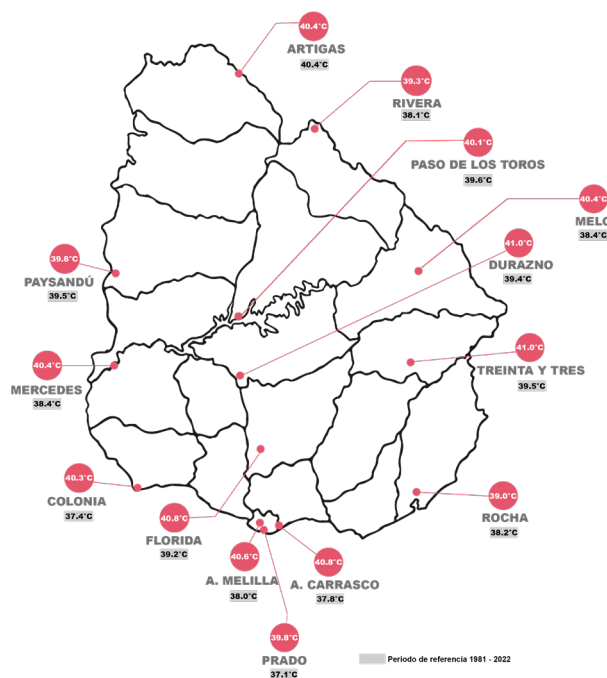 40.4°C
ARTIGAS
40.4°C
39.3°C
RIVERA
38.1°C
40.1°C
PASO DE LOS TOROS
39.6°C
40.4°C
MELO
38.4°C
41.0°C
DURAZNO
39.4°C
39.8°C
PAYSANDÚ
39.5°C
41.0°C
TREINTA Y TRES
39.5°C
40.4°C
MERCEDES
38.4°C
40.3°C
COLONIA
37.4°C
39.0°C
ROCHA
38.2°C
40.8°C
FLORIDA
39.2°C
40.6°C
A. MELILLA
38.0°C
40.8°C
A. CARRASCO
37.8°C
39.8°C
PRADO
37.1°C
Periodo de referencia 1981 - 2022